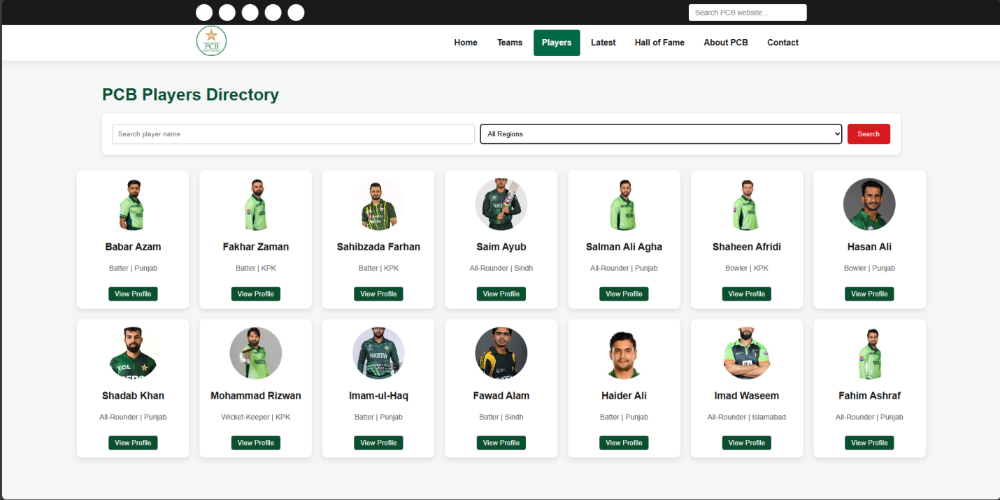 Search PCB website...
PCB
Home Teams Players Latest Hall of Fame About PCB Contact
PCB Players Directory
Search player name All Regions Search
Babar Azam Fakhar Zaman Sahibzada Farhan Saim Ayub Salman Ali Agha Shaheen Afridi Hasan Ali
Batter | Punjab Batter | KPK Batter | KPK All-Rounder | Sindh All-Rounder | Punjab Bowler | KPK Bowler | Punjab
View Profile View Profile View Profile View Profile View Profile View Profile View Profile
TCL PAKISTAN
Shadab Khan Mohammad Rizwan Imam-ul-Haq Fawad Alam Haider Ali Imad Waseem Fahim Ashraf
All-Rounder | Punjab Wicket-Keeper | KPK Batter | Punjab Batter | Sindh Batter | Punjab All-Rounder | Islamabad All-Rounder | Punjab
View Profile View Profile View Profile View Profile View Profile View Profile View Profile